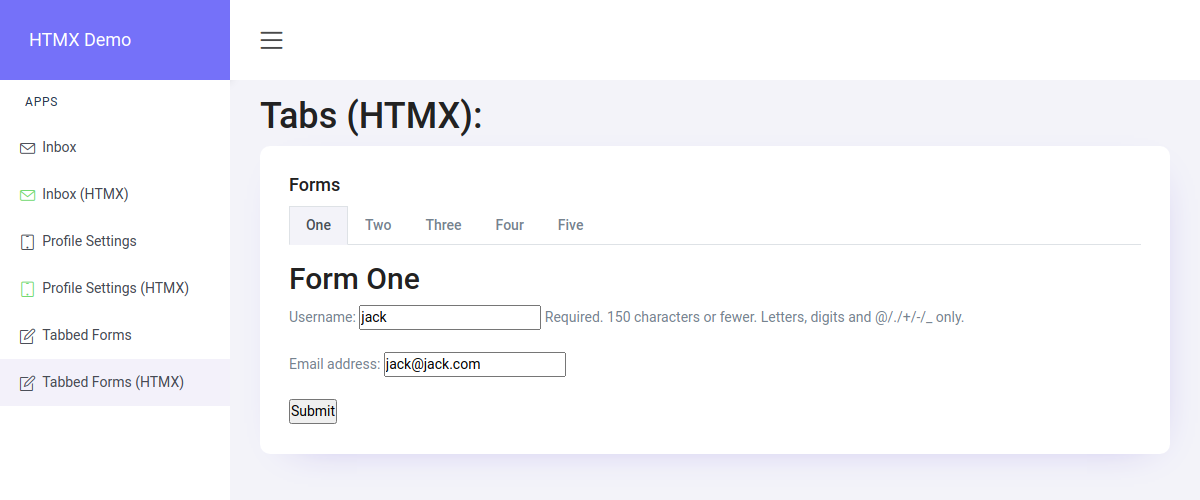 HTMX Demo
APPS
Inbox
Inbox (HTMX)
Profile Settings
Profile Settings (HTMX)
Tabbed Forms
Tabbed Forms (HTMX)
Tabs (HTMX):
Forms
One Two Three Four Five
Form One
Username: jack Required. 150 characters or fewer. Letters, digits and @/./+/-/_ only.
Email address: jack@jack.com
Submit